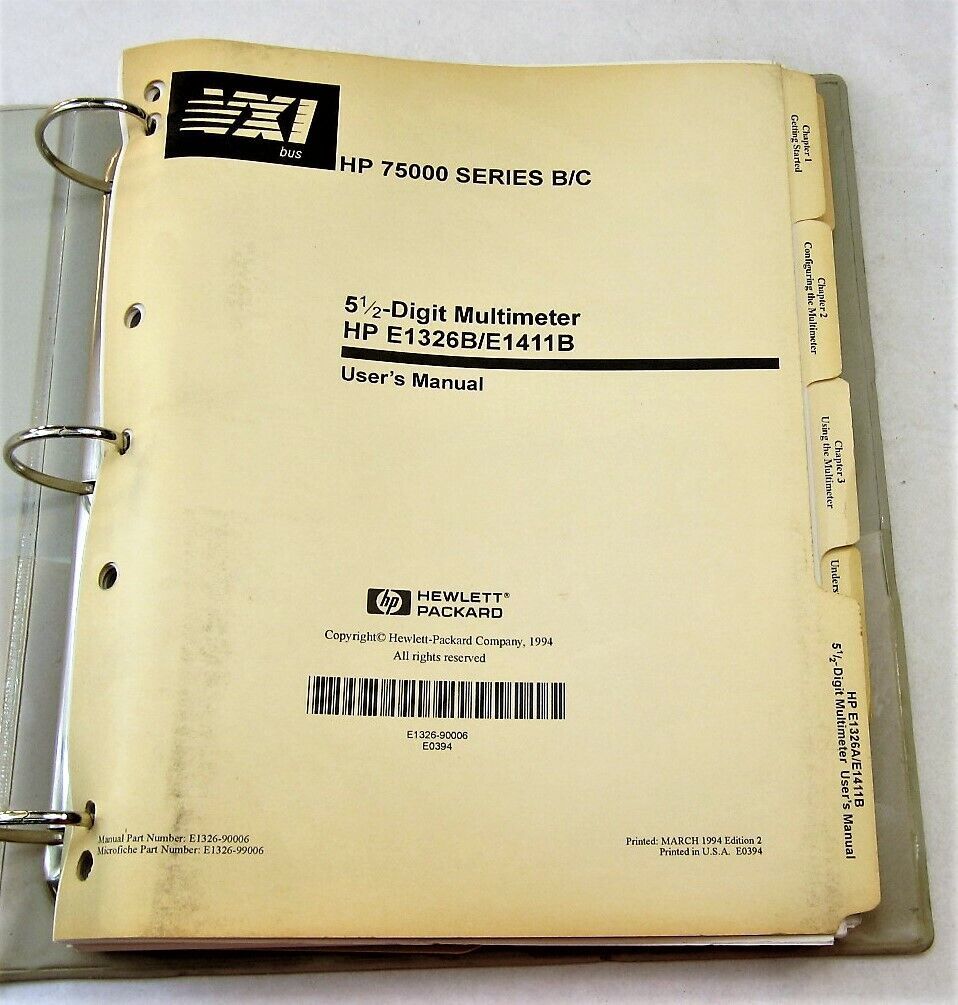 VXI
bus
HP 75000 SERIES B/C
5½-Digit Multimeter
HP E1326B/E1411B
User's Manual
hp HEWLETT®
PACKARD
Copyright© Hewlett-Packard Company, 1994
All rights reserved
E1326-90006
E0394
Manual Part Number: E1326-90006
Microfiche Part Number: E1326-99006
Printed: MARCH 1994 Edition 2
Printed in U.S.A. E0394
Chapter 1
Getting Started
Chapter 2
Configuring the Multimeter
Chapter 3
Using the Multimeter
Unders
HP E1326A/E1411B
5½-Digit Multimeter User's Manual